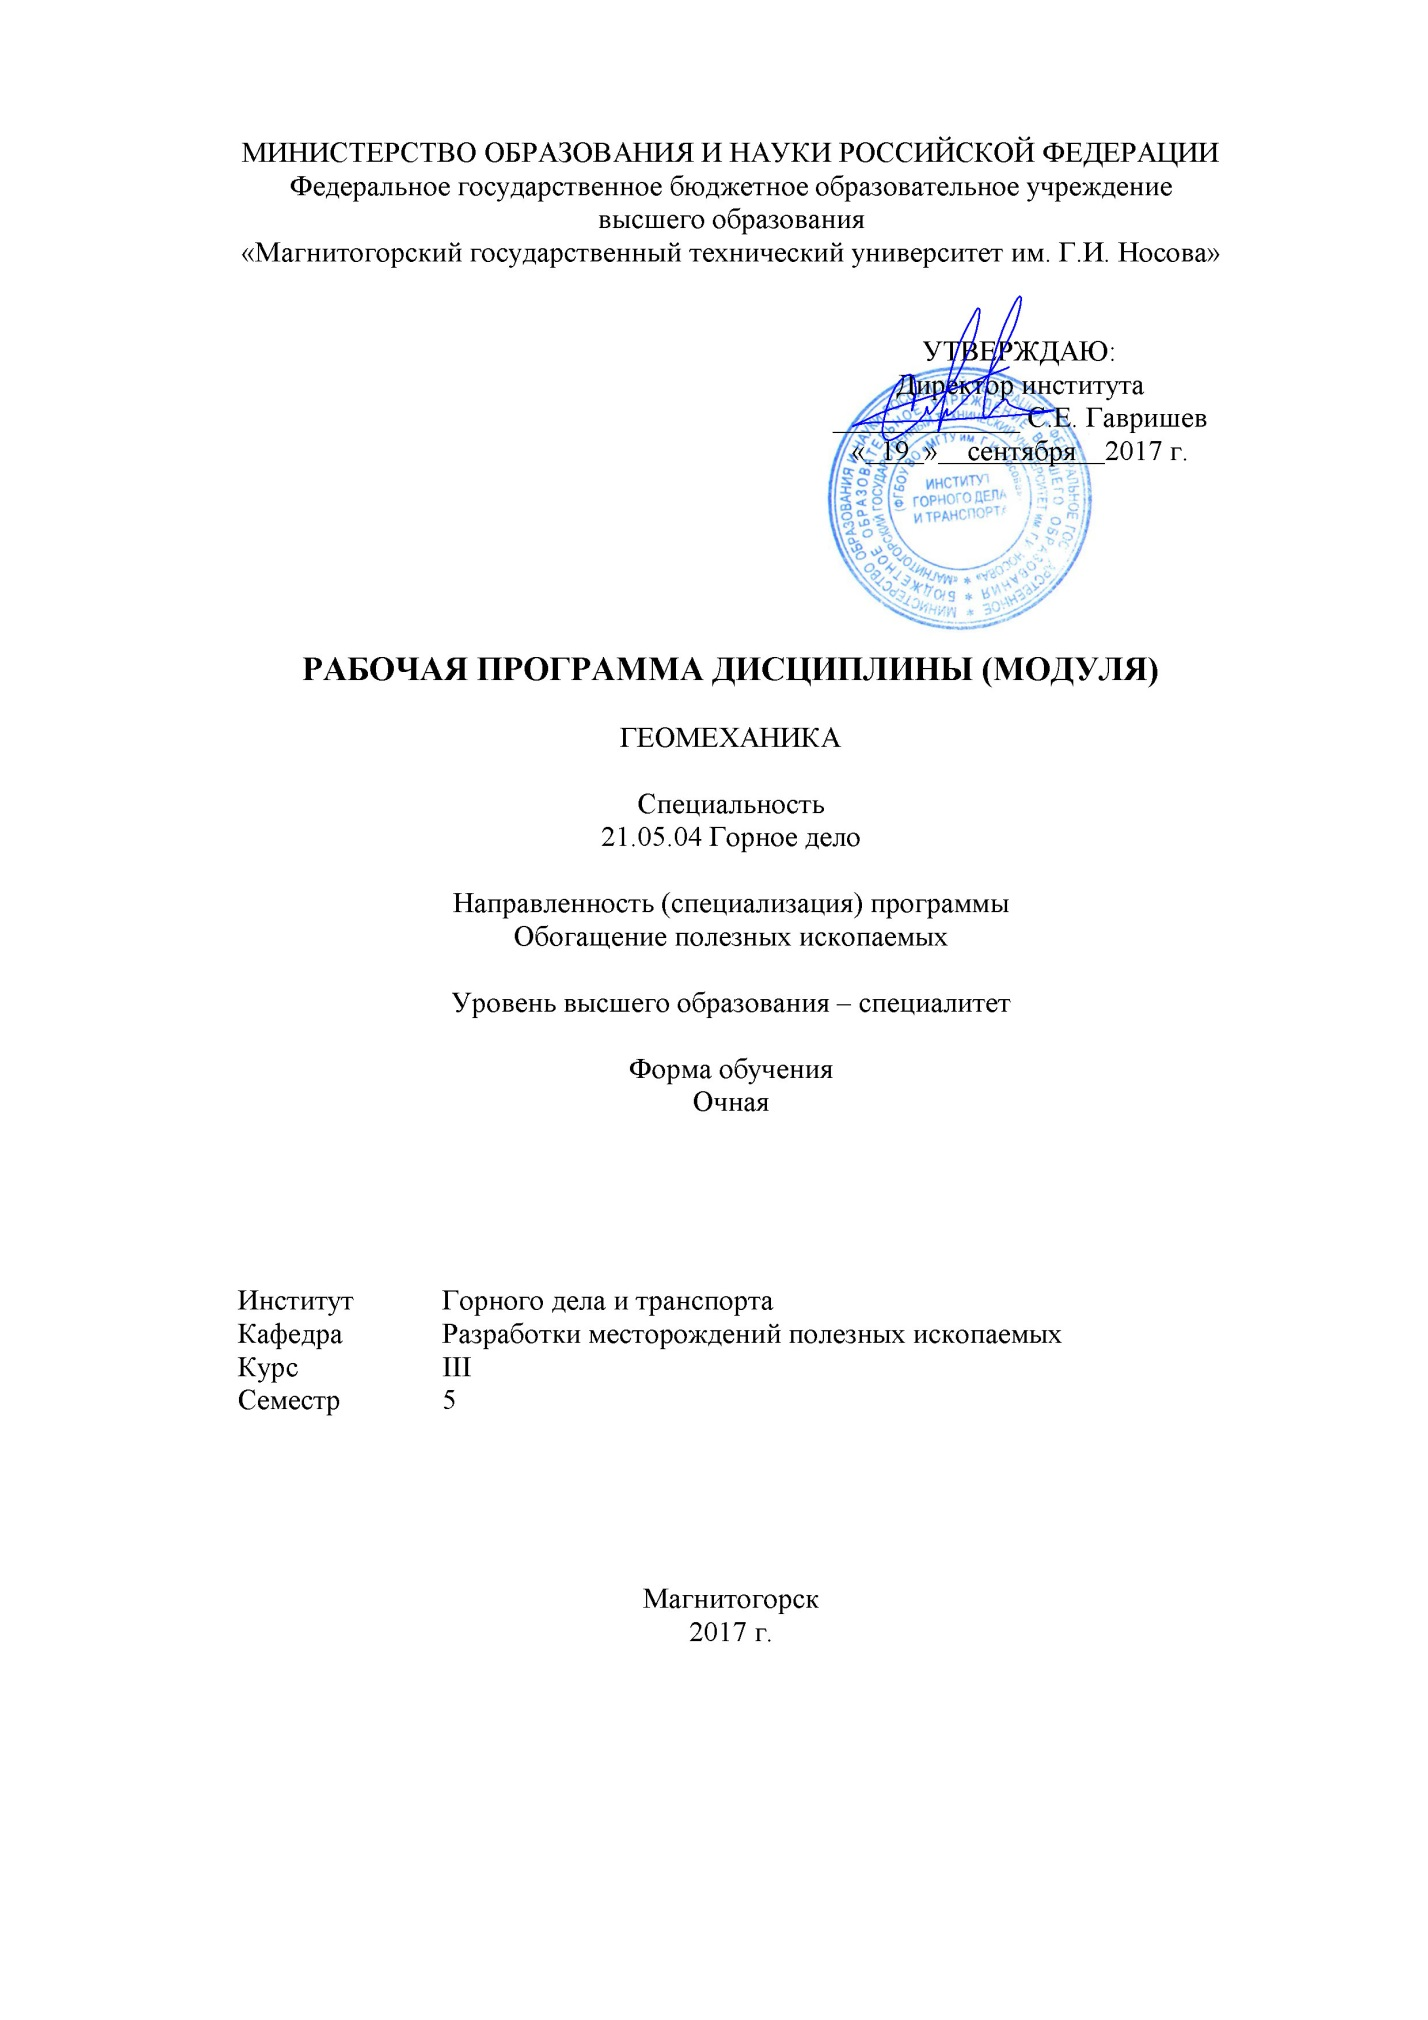 МИНИСТЕРСТВО ОБРАЗОВАНИЯ И НАУКИ РОССИЙСКОЙ ФЕДЕРАЦИИ
Федеральное государственное бюджетное образовательное учреждение
высшего образования
«Магнитогорский государственный технический университет им. Г.И. Носова»
УТВЕРЖДАЮ:
Директор института
С.Е. Гавришев
« 19 » сентября 2017 г.
ИНСТИТУТ
ГОРНОГО ДЕЛА
И ТРАНСПОРТА
РАБОЧАЯ ПРОГРАММА ДИСЦИПЛИНЫ (МОДУЛЯ)
ГЕОМЕХАНИКА
Специальность
21.05.04 Горное дело
Направленность (специализация) программы
Обогащение полезных ископаемых
Уровень высшего образования – специалитет
Форма обучения
Очная
Институт Горного дела и транспорта
Кафедра Разработки месторождений полезных ископаемых
Курс III
Семестр 5
Магнитогорск
2017 г.